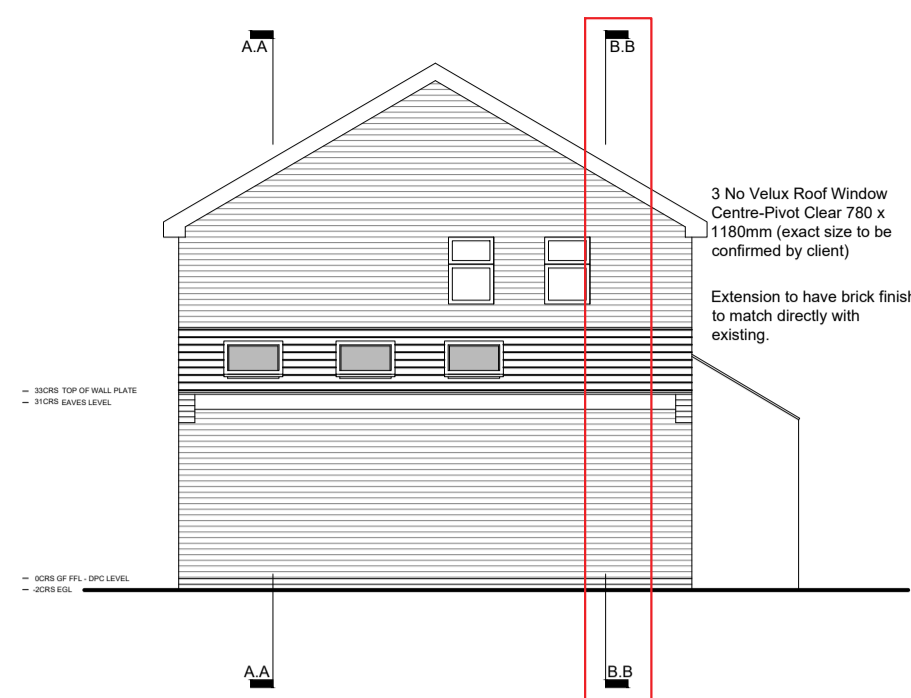 A.A
B.B
3 No Velux Roof Window
Centre-Pivot Clear 780 x
1180mm (exact size to be
confirmed by client)
Extension to have brick finish
to match directly with
existing.
33CRS TOP OF WALL PLATE
31CRS EAVES LEVEL
0CRS GF FFL - DPC LEVEL
-2CRS EGL
A.A
B.B